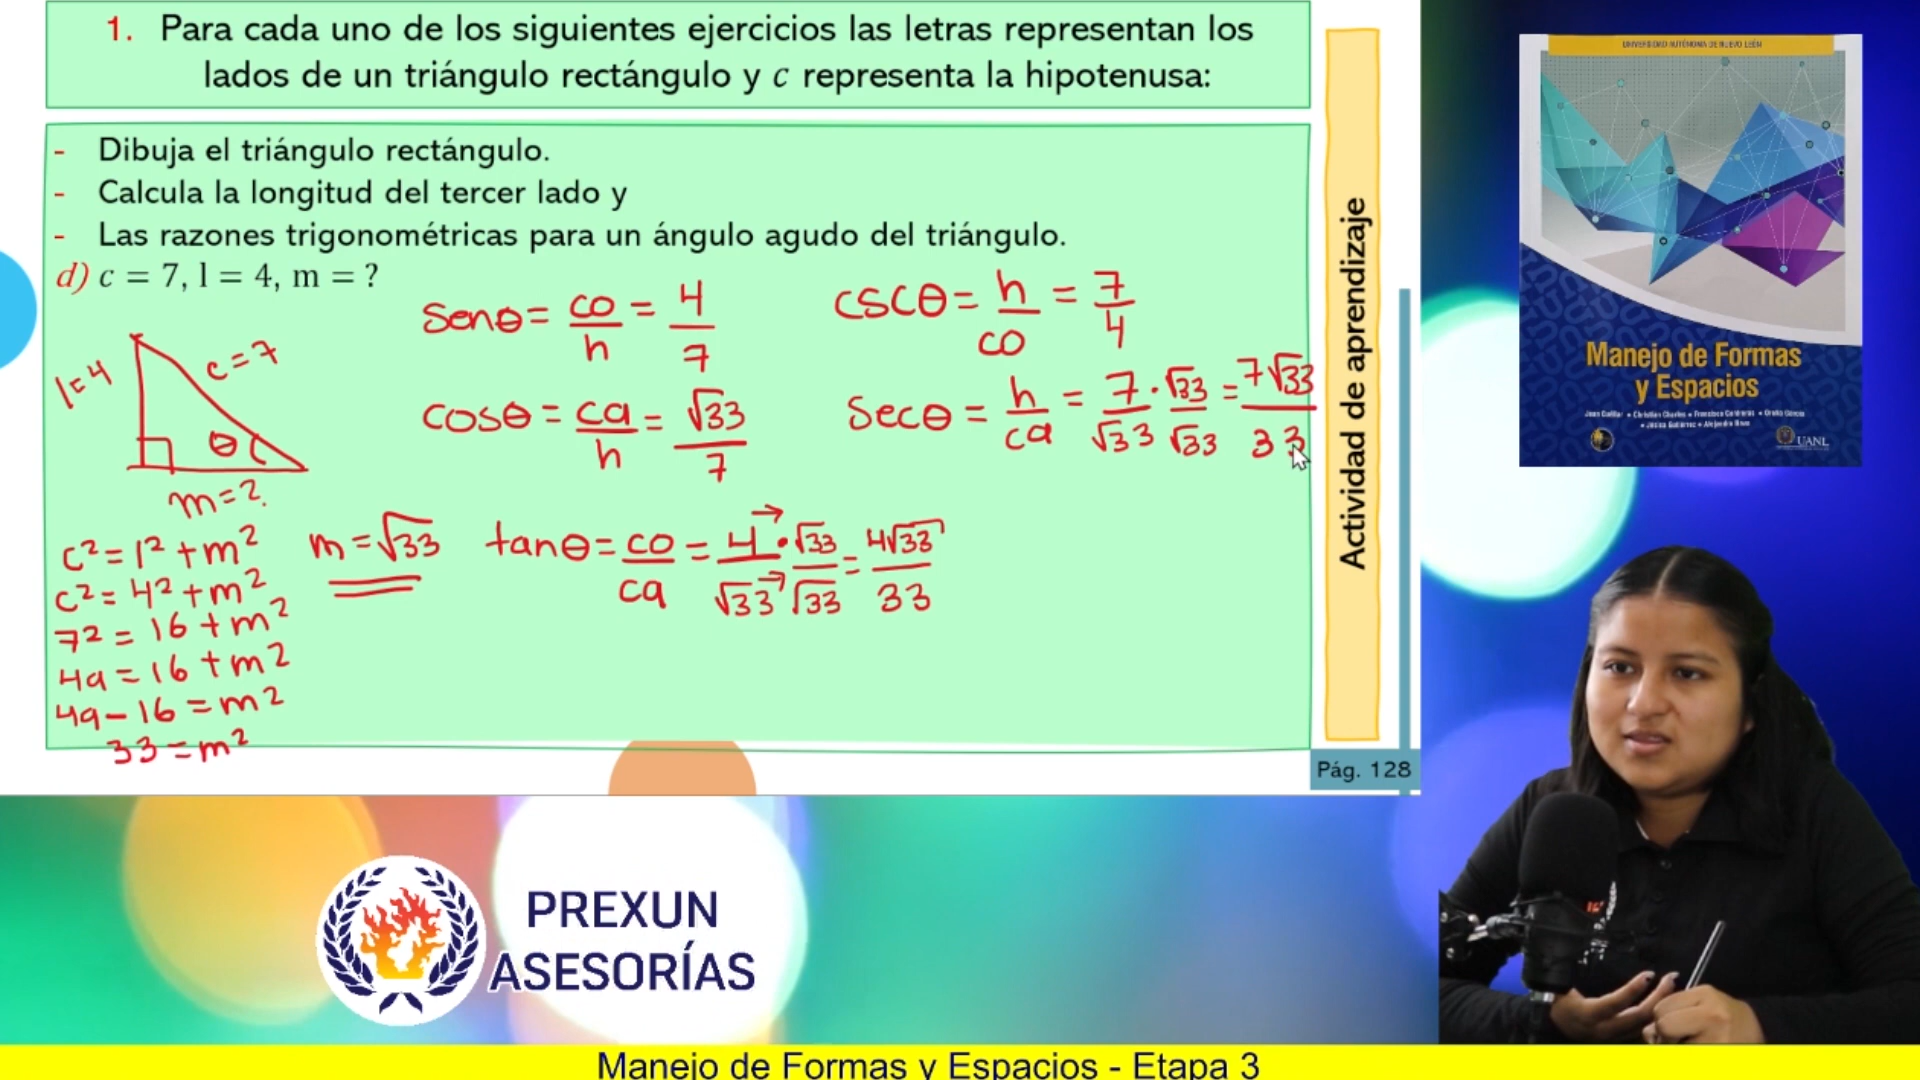 1. Para cada uno de los siguientes ejercicios las letras representan los
lados de un triángulo rectángulo y c representa la hipotenusa:
- Dibuja el triángulo rectángulo.
- Calcula la longitud del tercer lado y
- Las razones trigonométricas para un ángulo agudo del triángulo.
d) c = 7, l = 4, m = ?
l=4
c=7
θ
m=?
c²=l²+m²
c²=4²+m²
7²=16+m²
49=16+m²
49-16=m²
33=m²
m=√33
senθ=co/h=4/7
cosθ=ca/h=√33/7
tanθ=co/ca=4/√33·√33/√33=4√33/33
cscθ=h/co=7/4
secθ=h/ca=7/√33·√33/√33=7√33/33
Actividad de aprendizaje
Pág. 128
UNIVERSIDAD AUTÓNOMA DE NUEVO LEÓN
Manejo de Formas
y Espacios
UANL
PREXUN
ASESORÍAS
Manejo de Formas y Espacios - Etapa 3